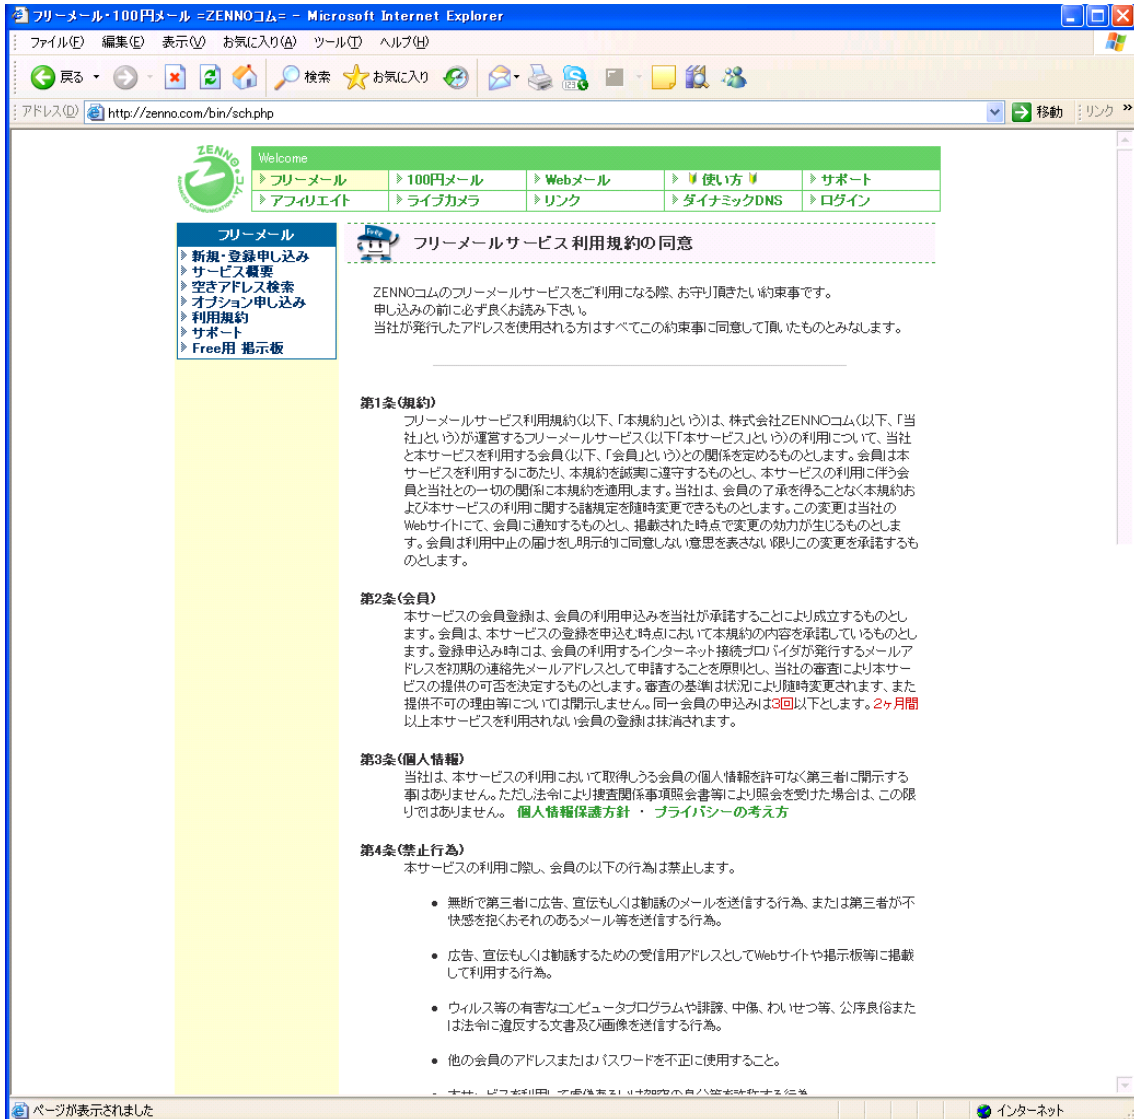 フリーメール・100円メール =ZENNOコム= - Microsoft Internet Explorer
ファイル(F) 編集(E) 表示(V) お気に入り(A) ツール(T) ヘルプ(H)
戻る 検索 お気に入り
アドレス(D) http://zenno.com/bin/sch.php 移動 リンク »
ZENNOコム
Welcome
フリーメール 100円メール Webメール 使い方 サポート
アフィリエイト ライブカメラ リンク ダイナミックDNS ログイン
フリーメール
新規・登録申し込み
サービス概要
空きアドレス検索
オプション申し込み
利用規約
サポート
Free用 掲示板
Free
フリーメールサービス利用規約の同意
ZENNOコムのフリーメールサービスをご利用になる際、お守り頂きたい約束事です。
申し込みの前に必ず良くお読み下さい。
当社が発行したアドレスを使用される方はすべてこの約束事に同意して頂いたものとみなします。
第1条(規約)
フリーメールサービス利用規約(以下、「本規約」という)は、株式会社ZENNOコム(以下、「当
社」という)が運営するフリーメールサービス(以下「本サービス」という)の利用について、当社
と本サービスを利用する会員(以下、「会員」という)との関係を定めるものとします。会員は本
サービスを利用するにあたり、本規約を誠実に遵守するものとし、本サービスの利用に伴う会
員と当社との一切の関係に本規約を適用します。当社は、会員の了承を得ることなく本規約お
よび本サービスの利用に関する諸規定を随時変更できるものとします。この変更は当社の
Webサイトにて、会員に通知するものとし、掲載された時点で変更の効力が生じるものとしま
す。会員は利用中止の届けをし明示的に同意しない意思を表さない限りこの変更を承諾するも
のとします。
第2条(会員)
本サービスの会員登録は、会員の利用申込みを当社が承諾することにより成立するものとし
ます。会員は、本サービスの登録を申込む時点において本規約の内容を承諾しているものとし
ます。登録申込み時には、会員の利用するインターネット接続プロバイダが発行するメールア
ドレスを初期の連絡先メールアドレスとして申請することを原則とし、当社の審査により本サー
ビスの提供の可否を決定するものとします。審査の基準は状況により随時変更されます、また
提供不可の理由等については開示しません。同一会員の申込みは3回以下とします。2ヶ月間
以上本サービスを利用されない会員の登録は抹消されます。
第3条(個人情報)
当社は、本サービスの利用において取得しうる会員の個人情報を許可なく第三者に開示する
事はありません。ただし法令により捜査関係事項照会書等により照会を受けた場合は、この限
りではありません。 個人情報保護方針 ・ プライバシーの考え方
第4条(禁止行為)
本サービスの利用に際し、会員の以下の行為は禁止します。
● 無断で第三者に広告、宣伝もしくは勧誘のメールを送信する行為、または第三者が不
快感を抱くおそれのあるメール等を送信する行為。
● 広告、宣伝もしくは勧誘するための受信用アドレスとしてWebサイトや掲示板等に掲載
して利用する行為。
● ウィルス等の有害なコンピュータプログラムや誹謗、中傷、わいせつ等、公序良俗また
は法令に違反する文書及び画像を送信する行為。
● 他の会員のアドレスまたはパスワードを不正に使用すること。
ページが表示されました インターネット